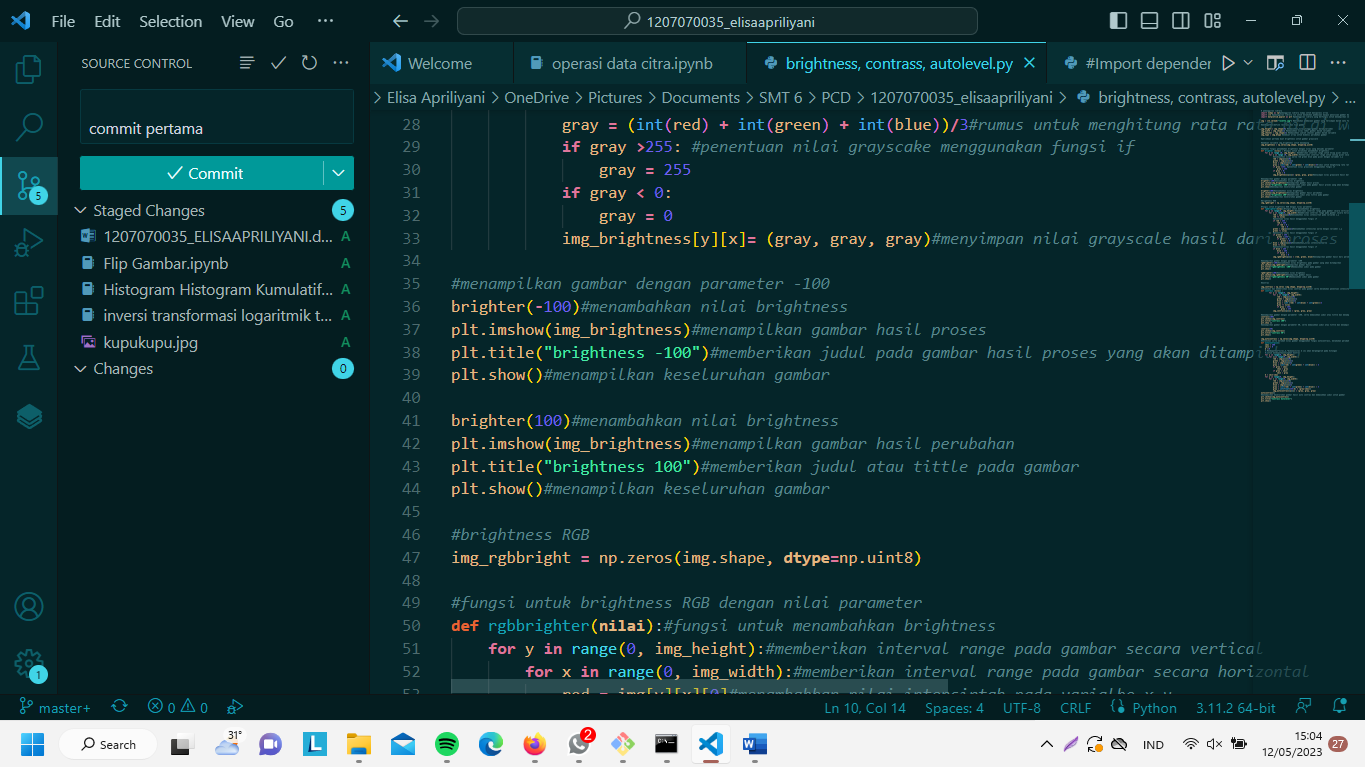 File Edit Selection View Go ···
1207070035_elisaapriliyani
SOURCE CONTROL
commit pertama
Commit
Staged Changes 5
1207070035_ELISAAPRILIYANI.d... A
Flip Gambar.ipynb A
Histogram Histogram Kumulatif... A
inversi transformasi logaritmik t... A
kupukupu.jpg A
Changes 0
5
1
Welcome
operasi data citra.ipynb
brightness, contrass, autolevel.py
#Import depender
> Elisa Apriliyani > OneDrive > Pictures > Documents > SMT 6 > PCD > 1207070035_elisaapriliyani > brightness, contrass, autolevel.py > ...
28 gray = (int(red) + int(green) + int(blue))/3#rumus untuk menghitung rata
29 if gray >255: #penentuan nilai grayscake menggunakan fungsi if
30 gray = 255
31 if gray < 0:
32 gray = 0
33 img_brightness[y][x]= (gray, gray, gray)#menyimpan nilai grayscale hasil dari proses
34
35 #menampilkan gambar dengan parameter -100
36 brighter(-100)#menambahkan nilai brightness
37 plt.imshow(img_brightness)#menampilkan gambar hasil proses
38 plt.title("brightness -100")#memberikan judul pada gambar hasil proses yang akan ditampi
39 plt.show()#menampilkan keseluruhan gambar
40
41 brighter(100)#menambahkan nilai brightness
42 plt.imshow(img_brightness)#menampilkan gambar hasil perubahan
43 plt.title("brightness 100")#memberikan judul atau tittle pada gambar
44 plt.show()#menampilkan keseluruhan gambar
45
46 #brightness RGB
47 img_rgbbright = np.zeros(img.shape, dtype=np.uint8)
48
49 #fungsi untuk brightness RGB dengan nilai parameter
50 def rgbbrighter(nilai):#fungsi untuk menambahkan brightness
51 for y in range(0, img_height):#memberikan interval range pada gambar secara vertical
52 for x in range(0, img_width):#memberikan interval range pada gambar secara horizontal
master+ 0 0 Ln 10, Col 14 Spaces: 4 UTF-8 CRLF Python 3.11.2 64-bit
Search 31° 2 IND 15:04
12/05/2023 27